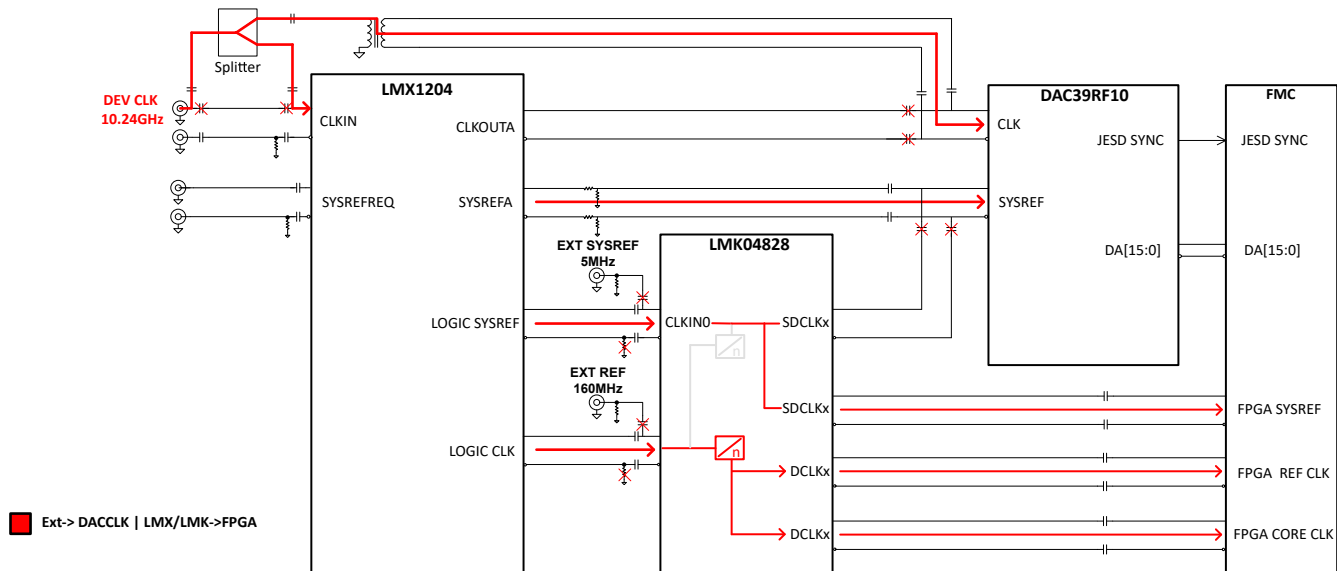 Splitter
LMX1204
DEV CLK
10.24GHz
CLKIN
CLKOUTA
DAC39RF10
FMC
CLK
JESD SYNC
JESD SYNC
SYSREFREQ
SYSREFA
SYSREF
EXT SYSREF
5MHz
LMK04828
DA[15:0]
DA[15:0]
LOGIC SYSREF
CLKIN0
SDCLKx
n
EXT REF
160MHz
SDCLKx
FPGA SYSREF
LOGIC CLK
n
DCLKx
FPGA REF CLK
Ext-> DACCLK | LMX/LMK->FPGA
DCLKx
FPGA CORE CLK